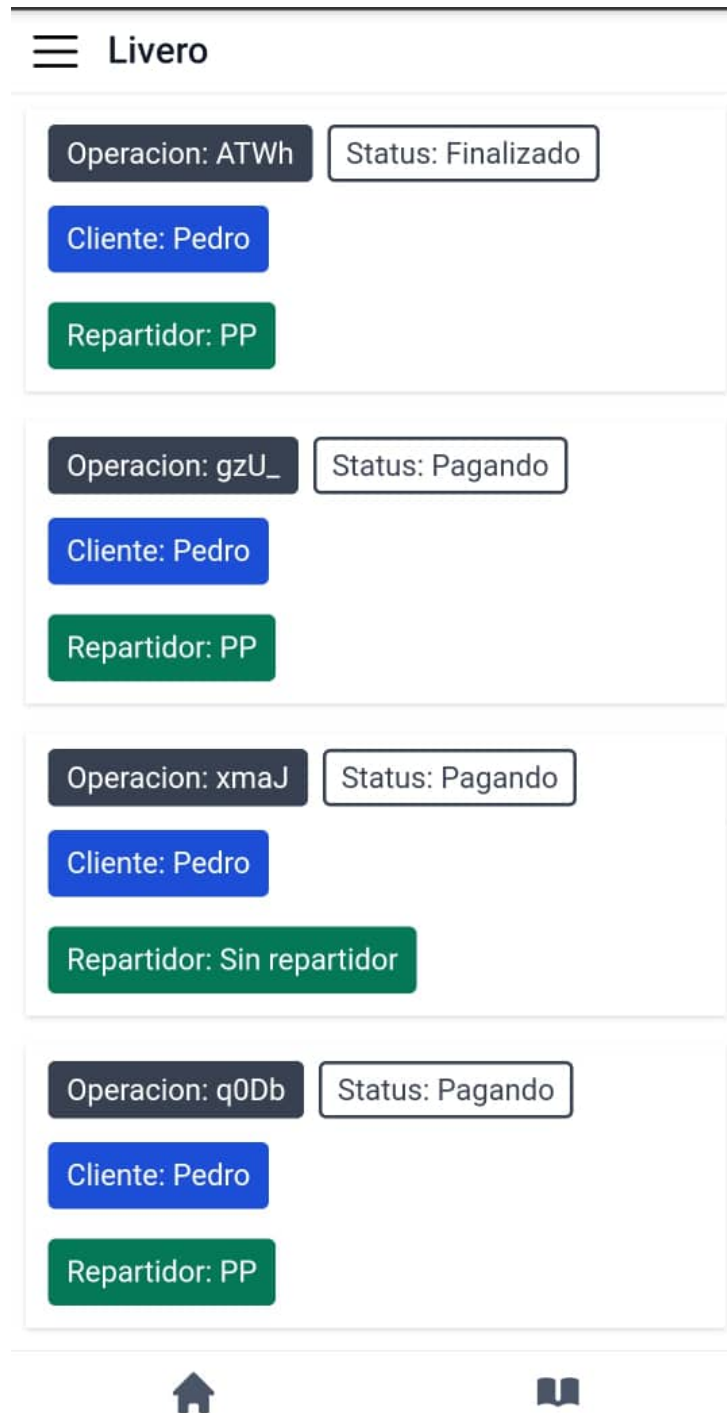 Livero
Operacion: ATWh Status: Finalizado
Cliente: Pedro
Repartidor: PP
Operacion: gzU_ Status: Pagando
Cliente: Pedro
Repartidor: PP
Operacion: xmaJ Status: Pagando
Cliente: Pedro
Repartidor: Sin repartidor
Operacion: q0Db Status: Pagando
Cliente: Pedro
Repartidor: PP